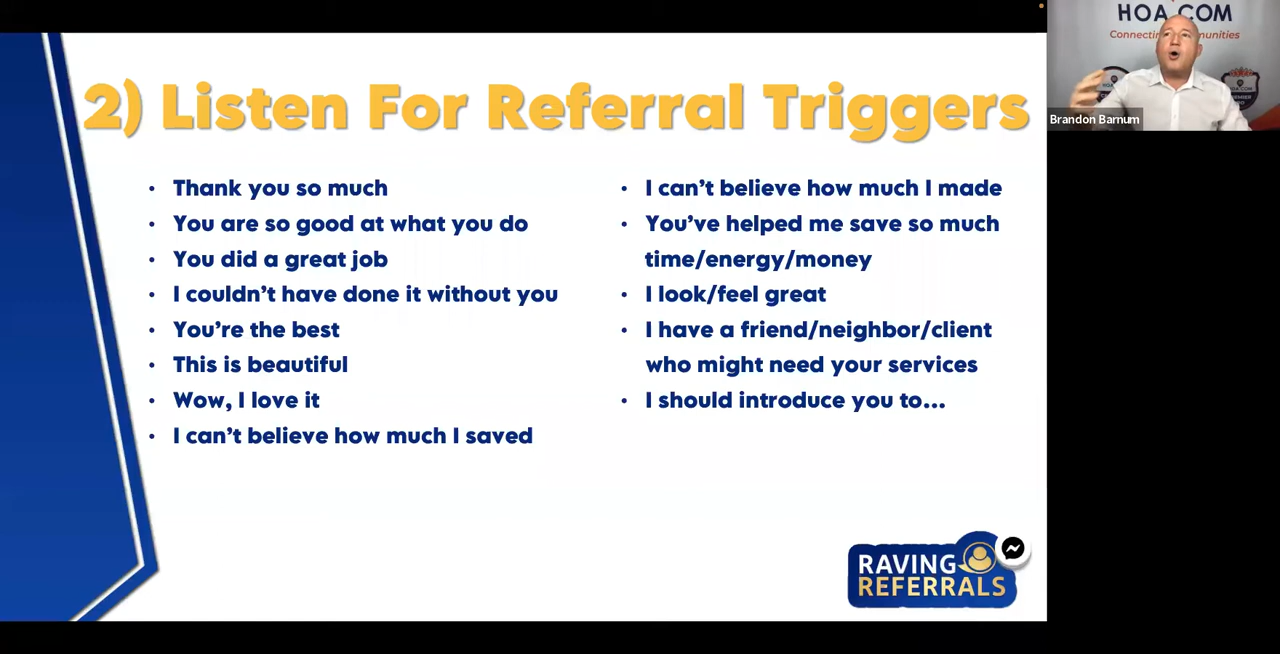 2) Listen For Referral Triggers
• Thank you so much
• You are so good at what you do
• You did a great job
• I couldn't have done it without you
• You're the best
• This is beautiful
• Wow, I love it
• I can't believe how much I saved
• I can't believe how much I made
• You've helped me save so much
time/energy/money
• I look/feel great
• I have a friend/neighbor/client
who might need your services
• I should introduce you to...
RAVING
REFERRALS
HOA.COM
Brandon Barnum